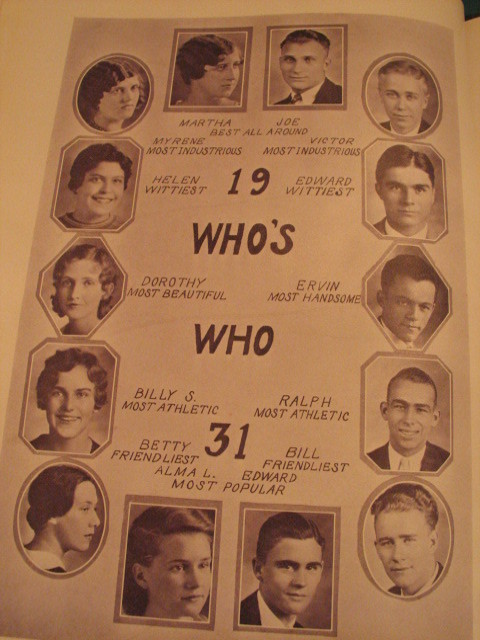 MARTHA JOE
BEST ALL AROUND
MYRENE VICTOR
MOST INDUSTRIOUS MOST INDUSTRIOUS
HELEN 19 EDWARD
WITTIEST WITTIEST
WHO'S
DOROTHY ERVIN
MOST BEAUTIFUL MOST HANDSOME
WHO
BILLY S. RALPH
MOST ATHLETIC MOST ATHLETIC
BETTY 31 BILL
FRIENDLIEST FRIENDLIEST
ALMA L. EDWARD
MOST POPULAR